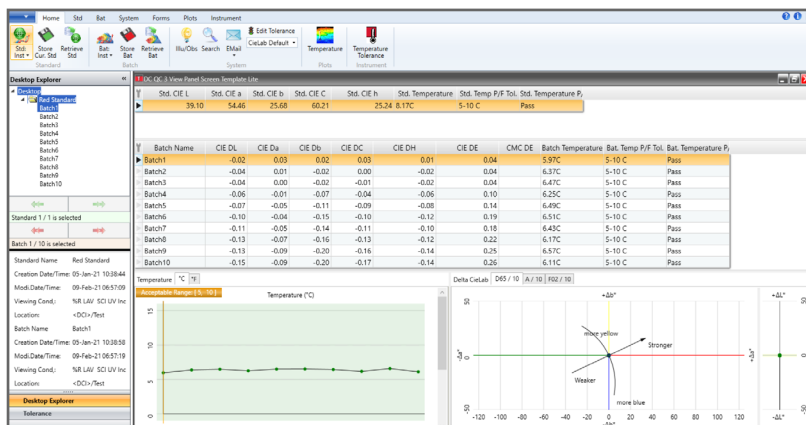 Home Std Bat System Forms Plots Instrument
Std: Inst Store Cur. Std Retrieve Std Bat: Inst Store Bat Retrieve Bat Illu/Obs Search EMail Edit Tolerance CieLab Default Temperature Temperature Tolerance
Standard Batch System Plots Instrument
Desktop Explorer
Desktop
Red Standard
Batch1
Batch2
Batch3
Batch4
Batch5
Batch6
Batch7
Batch8
Batch9
Batch10
Standard 1 / 1 is selected
Batch 1 / 10 is selected
Standard Name Red Standard
Creation Date/Time: 05-Jan-21 10:38:44
Modi.Date/Time: 09-Feb-21 06:57:09
Viewing Cond,: %R LAV SCI UV Inc
Location: <DCI>/Test
Batch Name Batch1
Creation Date/Time: 05-Jan-21 10:38:58
Modi.Date/Time: 09-Feb-21 06:57:19
Viewing Cond,: %R LAV SCI UV Inc
Location: <DCI>/Test
Desktop Explorer
Tolerance
DC QC 3 View Panel Screen Template Lite
Std. CIE L Std. CIE a Std. CIE b Std. CIE C Std. CIE h Std. Temperature Std. Temp P/F Tol. Std. Temperature P/
39.10 54.46 25.68 60.21 25.24 8.17C 5-10 C Pass
Batch Name CIE DL CIE Da CIE Db CIE DC CIE DH CIE DE CMC DE Batch Temperature Bat. Temp P/F Tol. Bat. Temperature P/
Batch1 -0.02 0.03 0.02 0.03 0.01 0.04 5.97C 5-10 C Pass
Batch2 -0.04 0.01 -0.02 0.00 -0.02 0.04 6.37C 5-10 C Pass
Batch3 -0.04 0.00 -0.02 -0.01 -0.02 0.04 6.47C 5-10 C Pass
Batch4 -0.06 -0.01 -0.07 -0.04 -0.06 0.10 6.25C 5-10 C Pass
Batch5 -0.07 -0.05 -0.11 -0.09 -0.08 0.14 6.49C 5-10 C Pass
Batch6 -0.10 -0.04 -0.15 -0.10 -0.12 0.19 6.51C 5-10 C Pass
Batch7 -0.11 -0.05 -0.14 -0.11 -0.10 0.18 6.43C 5-10 C Pass
Batch8 -0.13 -0.07 -0.16 -0.13 -0.12 0.22 6.17C 5-10 C Pass
Batch9 -0.13 -0.09 -0.20 -0.16 -0.14 0.25 6.57C 5-10 C Pass
Batch10 -0.15 -0.09 -0.20 -0.17 -0.14 0.26 6.11C 5-10 C Pass
Temperature °C °F
Acceptable Range: [ 5, 10 ]
Temperature (°C)
15
10
5
0
Delta CieLab D65 / 10 A / 10 F02 / 10
+Δb* +ΔL*
50 50
more yellow
Stronger
-Δa* +Δa*
Weaker
more blue
-50 -50
-120 -100 -80 -60 -40 -20 0 20 40 60 80 100 120
-Δb* -ΔL*